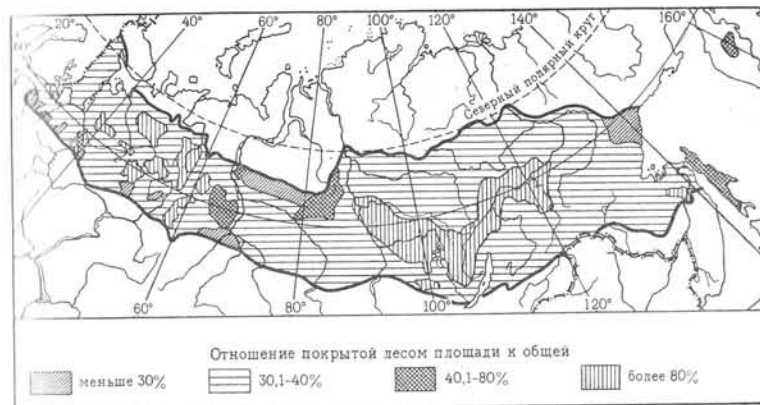 20° 40° 60° 80° 100° 120° 140° 160°
Северный полярный круг
60° 80° 100° 120°
Отношение покрытой лесом площади к общей
меньше 30% 30,1-40% 40,1-80% более 80%